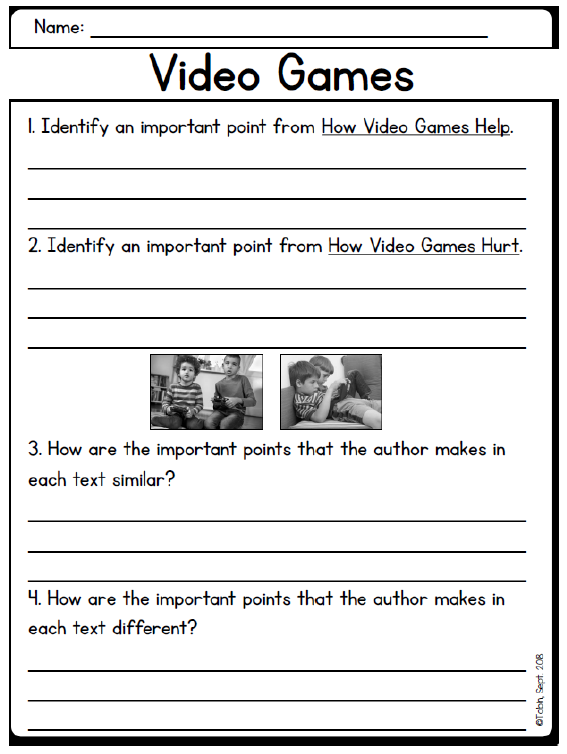 Name:
Video Games
1. Identify an important point from How Video Games Help.
2. Identify an important point from How Video Games Hurt.
3. How are the important points that the author makes in
each text similar?
4. How are the important points that the author makes in
each text different?
©Tobin, Sept. 2018